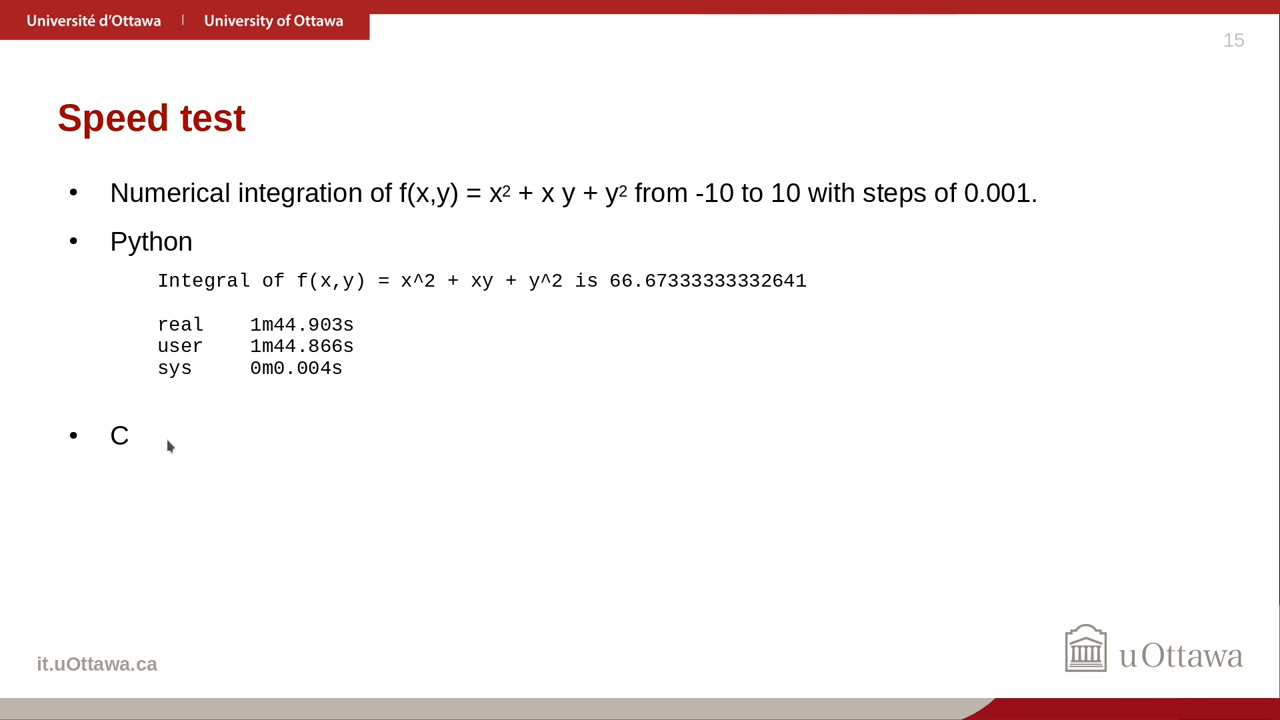 Université d'Ottawa | University of Ottawa
15
Speed test
• Numerical integration of f(x,y) = x² + x y + y² from -10 to 10 with steps of 0.001.
• Python
Integral of f(x,y) = x^2 + xy + y^2 is 66.67333333332641
real 1m44.903s
user 1m44.866s
sys 0m0.004s
• C
it.uOttawa.ca
uOttawa